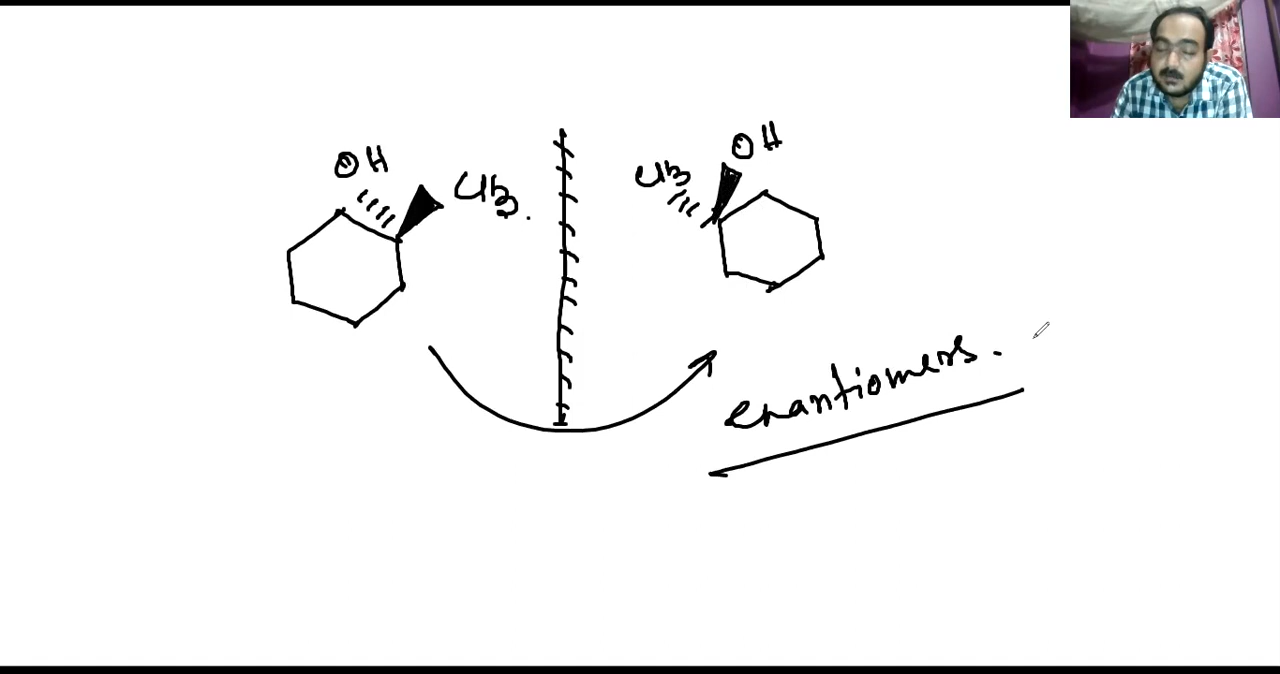 OH
CH3.
CH3
OH
enantiomers.